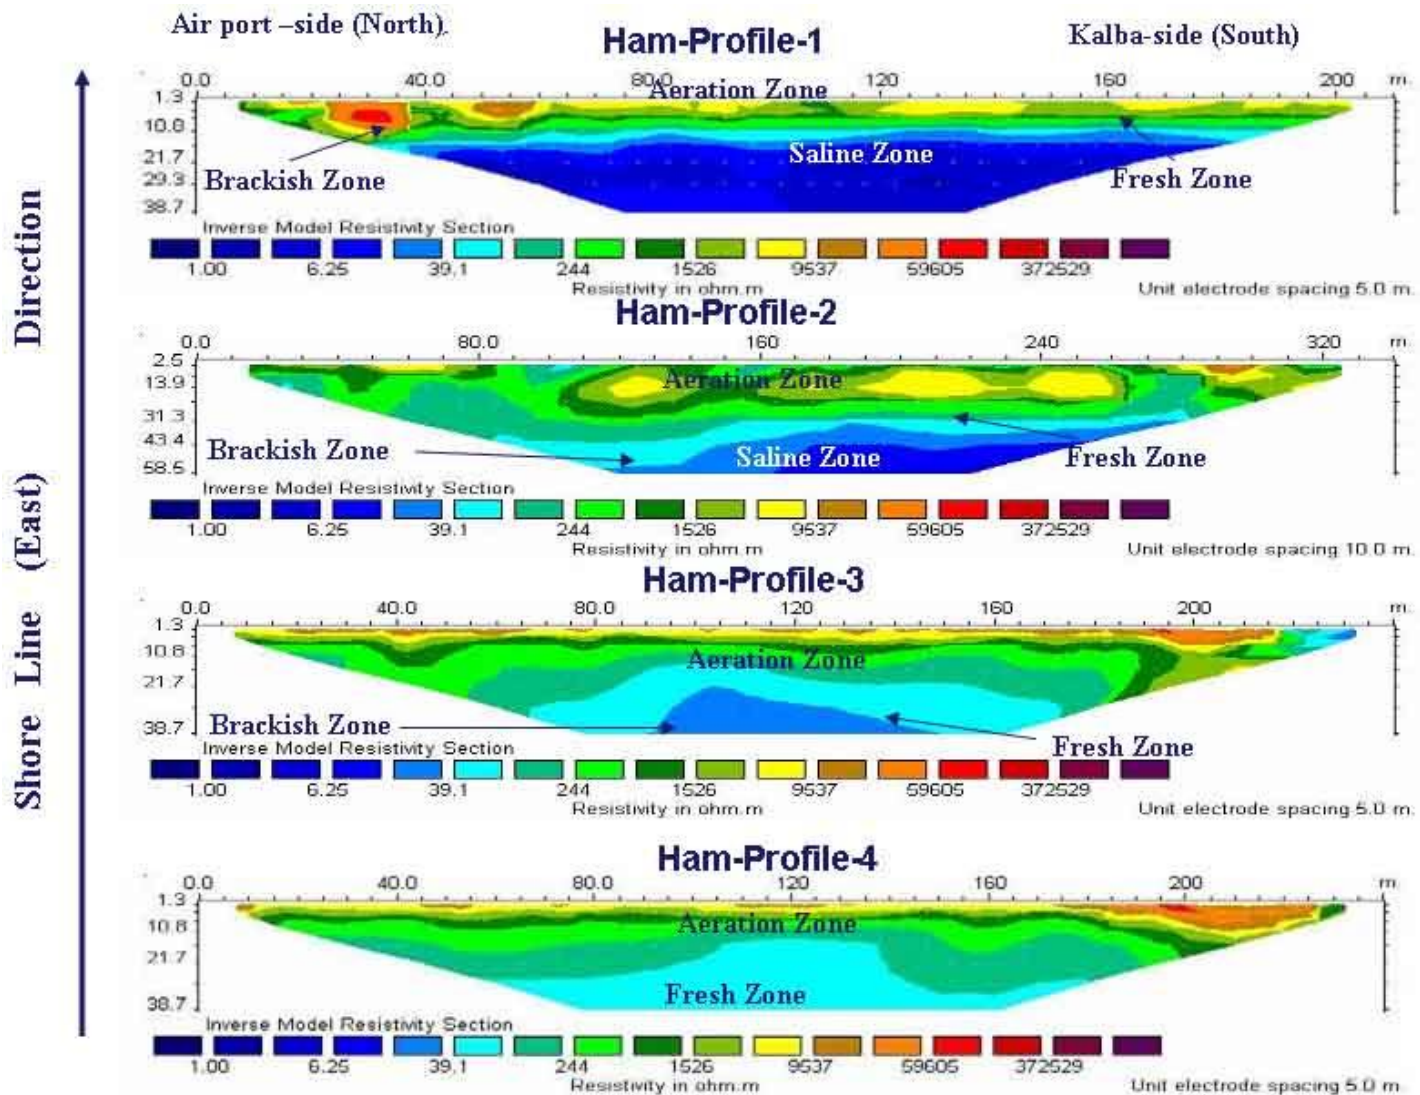 Air port –side (North).
Ham-Profile-1
Kalba-side (South)
0.0 40.0 80.0 120 160 200 m.
Aeration Zone
1.3
10.8
21.7
29.3
38.7
Saline Zone
Brackish Zone
Fresh Zone
Inverse Model Resistivity Section
1.00 6.25 39.1 244 1526 9537 59605 372529
Resistivity in ohm.m
Unit electrode spacing 5.0 m.
Ham-Profile-2
0.0 80.0 160 240 320 m.
2.5
13.9
31.3
43.4
58.5
Aeration Zone
Brackish Zone
Saline Zone
Fresh Zone
Inverse Model Resistivity Section
1.00 6.25 39.1 244 1526 9537 59605 372529
Resistivity in ohm.m
Unit electrode spacing 10.0 m.
Ham-Profile-3
0.0 40.0 80.0 120 160 200 m.
1.3
10.8
21.7
38.7
Aeration Zone
Brackish Zone
Fresh Zone
Inverse Model Resistivity Section
1.00 6.25 39.1 244 1526 9537 59605 372529
Resistivity in ohm.m
Unit electrode spacing 5.0 m.
Ham-Profile-4
0.0 40.0 80.0 120 160 200 m
1.3
10.8
21.7
38.7
Aeration Zone
Fresh Zone
Inverse Model Resistivity Section
1.00 6.25 39.1 244 1526 9537 59605 372529
Resistivity in ohm.m
Unit electrode spacing 5.0 m.
Shore Line (East) Direction